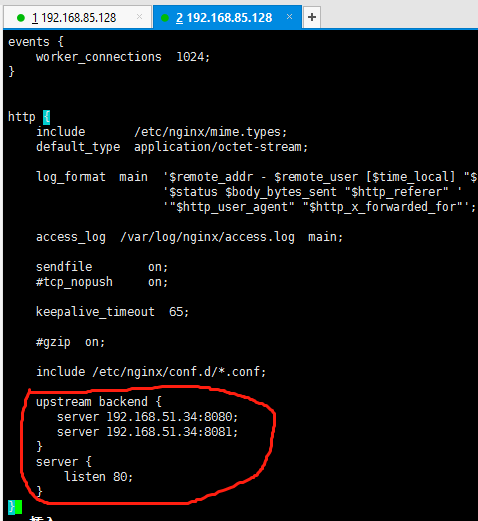 1 192.168.85.128 × 2 192.168.85.128 × +
events {
worker_connections 1024;
}
http {
include /etc/nginx/mime.types;
default_type application/octet-stream;
log_format main '$remote_addr - $remote_user [$time_local] "$
'$status $body_bytes_sent "$http_referer" '
'"$http_user_agent" "$http_x_forwarded_for"';
access_log /var/log/nginx/access.log main;
sendfile on;
#tcp_nopush on;
keepalive_timeout 65;
#gzip on;
include /etc/nginx/conf.d/*.conf;
upstream backend {
server 192.168.51.34:8080;
server 192.168.51.34:8081;
}
server {
listen 80;
}
}